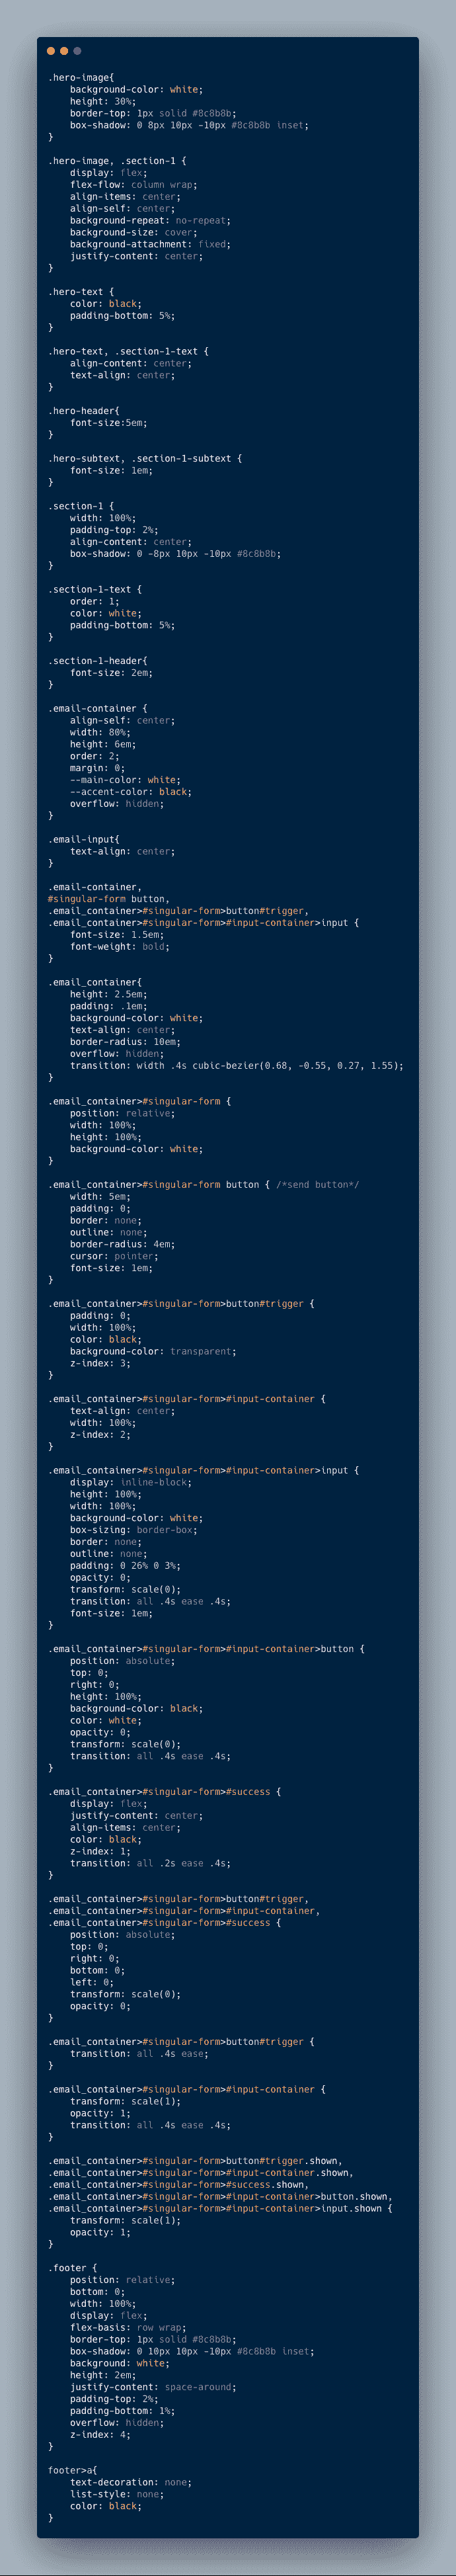 .hero-image{
    background-color: white;
    height: 30%;
    border-top: 1px solid #8c8b8b;
    box-shadow: 0 8px 10px -10px #8c8b8b inset;
}

.hero-image, .section-1 {
    display: flex;
    flex-flow: column wrap;
    align-items: center;
    align-self: center;
    background-repeat: no-repeat;
    background-size: cover;
    background-attachment: fixed;
    justify-content: center;
}

.hero-text {
    color: black;
    padding-bottom: 5%;
}

.hero-text, .section-1-text {
    align-content: center;
    text-align: center;
}

.hero-header{
    font-size:5em;
}

.hero-subtext, .section-1-subtext {
    font-size: 1em;
}

.section-1 {
    width: 100%;
    padding-top: 2%;
    align-content: center;
    box-shadow: 0 -8px 10px -10px #8c8b8b;
}

.section-1-text {
    order: 1;
    color: white;
    padding-bottom: 5%;
}

.section-1-header{
    font-size: 2em;
}

.email-container {
    align-self: center;
    width: 80%;
    height: 6em;
    order: 2;
    margin: 0;
    --main-color: white;
    --accent-color: black;
    overflow: hidden;
}

.email-input{
    text-align: center;
}

.email-container,
#singular-form button,
.email_container>#singular-form>button#trigger,
.email_container>#singular-form>#input-container>input {
    font-size: 1.5em;
    font-weight: bold;
}

.email_container{
    height: 2.5em;
    padding: .1em;
    background-color: white;
    text-align: center;
    border-radius: 10em;
    overflow: hidden;
    transition: width .4s cubic-bezier(0.68, -0.55, 0.27, 1.55);
}

.email_container>#singular-form {
    position: relative;
    width: 100%;
    height: 100%;
    background-color: white;
}

.email_container>#singular-form button { /*send button*/
    width: 5em;
    padding: 0;
    border: none;
    outline: none;
    border-radius: 4em;
    cursor: pointer;
    font-size: 1em;
}

.email_container>#singular-form>button#trigger {
    padding: 0;
    width: 100%;
    color: black;
    background-color: transparent;
    z-index: 3;
}

.email_container>#singular-form>#input-container {
    text-align: center;
    width: 100%;
    z-index: 2;
}

.email_container>#singular-form>#input-container>input {
    display: inline-block;
    height: 100%;
    width: 100%;
    background-color: white;
    box-sizing: border-box;
    border: none;
    outline: none;
    padding: 0 26% 0 3%;
    opacity: 0;
    transform: scale(0);
    transition: all .4s ease .4s;
    font-size: 1em;
}

.email_container>#singular-form>#input-container>button {
    position: absolute;
    top: 0;
    right: 0;
    height: 100%;
    background-color: black;
    color: white;
    opacity: 0;
    transform: scale(0);
    transition: all .4s ease .4s;
}

.email_container>#singular-form>#success {
    display: flex;
    justify-content: center;
    align-items: center;
    color: black;
    z-index: 1;
    transition: all .2s ease .4s;
}

.email_container>#singular-form>button#trigger,
.email_container>#singular-form>#input-container,
.email_container>#singular-form>#success {
    position: absolute;
    top: 0;
    right: 0;
    bottom: 0;
    left: 0;
    transform: scale(0);
    opacity: 0;
}

.email_container>#singular-form>button#trigger {
    transition: all .4s ease;
}

.email_container>#singular-form>#input-container {
    transform: scale(1);
    opacity: 1;
    transition: all .4s ease .4s;
}

.email_container>#singular-form>button#trigger.shown,
.email_container>#singular-form>#input-container.shown,
.email_container>#singular-form>#success.shown,
.email_container>#singular-form>#input-container>button.shown,
.email_container>#singular-form>#input-container>input.shown {
    transform: scale(1);
    opacity: 1;
}

.footer {
    position: relative;
    bottom: 0;
    width: 100%;
    display: flex;
    flex-basis: row wrap;
    border-top: 1px solid #8c8b8b;
    box-shadow: 0 10px 10px -10px #8c8b8b inset;
    background: white;
    height: 2em;
    justify-content: space-around;
    padding-top: 2%;
    padding-bottom: 1%;
    overflow: hidden;
    z-index: 4;
}

footer>a{
    text-decoration: none;
    list-style: none;
    color: black;
}